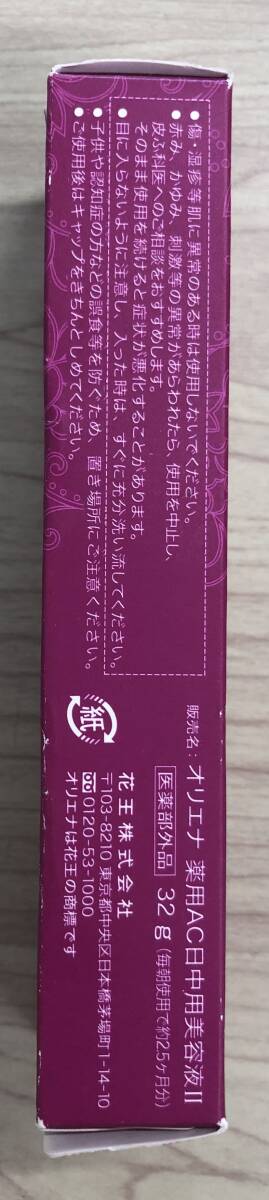 ● 傷・湿疹等肌に異常のある時は使用しないでください。
● 赤み、かゆみ、刺激等の異常があらわれたら、使用を中止し、
皮ふ科医へのご相談をおすすめします。
そのまま使用を続けると症状が悪化することがあります。
● 目に入らないように注意し、入った時は、すぐに充分洗い流してください。
● 子供や認知症の方などの誤食等を防ぐため、置き場所にご注意ください。
● ご使用後はキャップをきちんとしめてください。
紙
販売名：オリエナ 薬用AC日中用美容液Ⅱ
医薬部外品 32g(毎朝使用で約2.5ヶ月分)
花王株式会社
〒103-8210 東京都中央区日本橋茅場町1-14-10
0120-53-1000
オリエナは花王の商標です